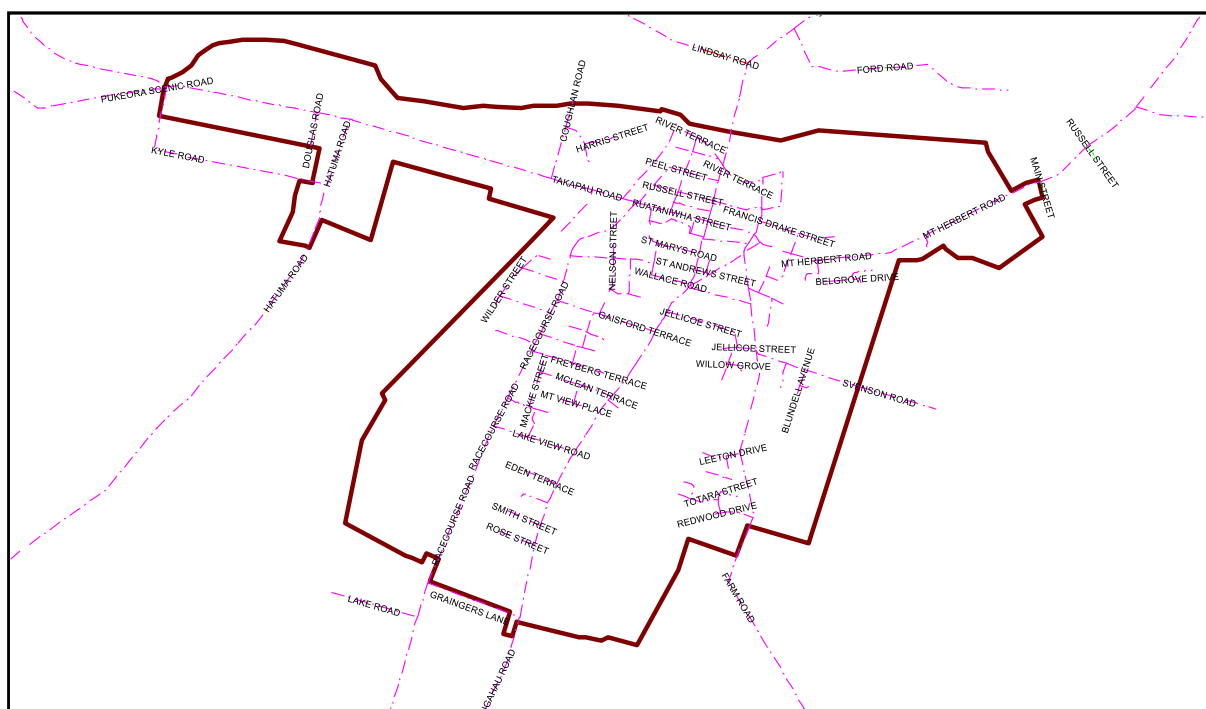 LINDSAY ROAD
FORD ROAD
PUKEORA SCENIC ROAD
COUGHLAN ROAD
DOUGLAS ROAD
HATUMA ROAD
HARRIS STREET
RIVER TERRACE
RUSSELL STREET
KYLE ROAD
PEEL STREET
RIVER TERRACE
MAIN STREET
TAKAPAU ROAD
RUSSELL STREET
RUATANIWHA STREET
FRANCIS DRAKE STREET
MT HERBERT ROAD
NELSON STREET
ST MARYS ROAD
MT HERBERT ROAD
HATUMA ROAD
ST ANDREWS STREET
WALLACE ROAD
BELGROVE DRIVE
WILDER STREET
RACECOURSE ROAD
GAISFORD TERRACE
JELLICOE STREET
JELLICOE STREET
WILLOW GROVE
FREYBERG TERRACE
MCLEAN TERRACE
MACKIE STREET
MT VIEW PLACE
BLUNDELL AVENUE
SVENSON ROAD
RACECOURSE ROAD
LAKE VIEW ROAD
LEETON DRIVE
EDEN TERRACE
TOTARA STREET
RACECOURSE ROAD
SMITH STREET
REDWOOD DRIVE
ROSE STREET
LAKE ROAD
GRAINGERS LANE
FARM ROAD
GAHAU ROAD